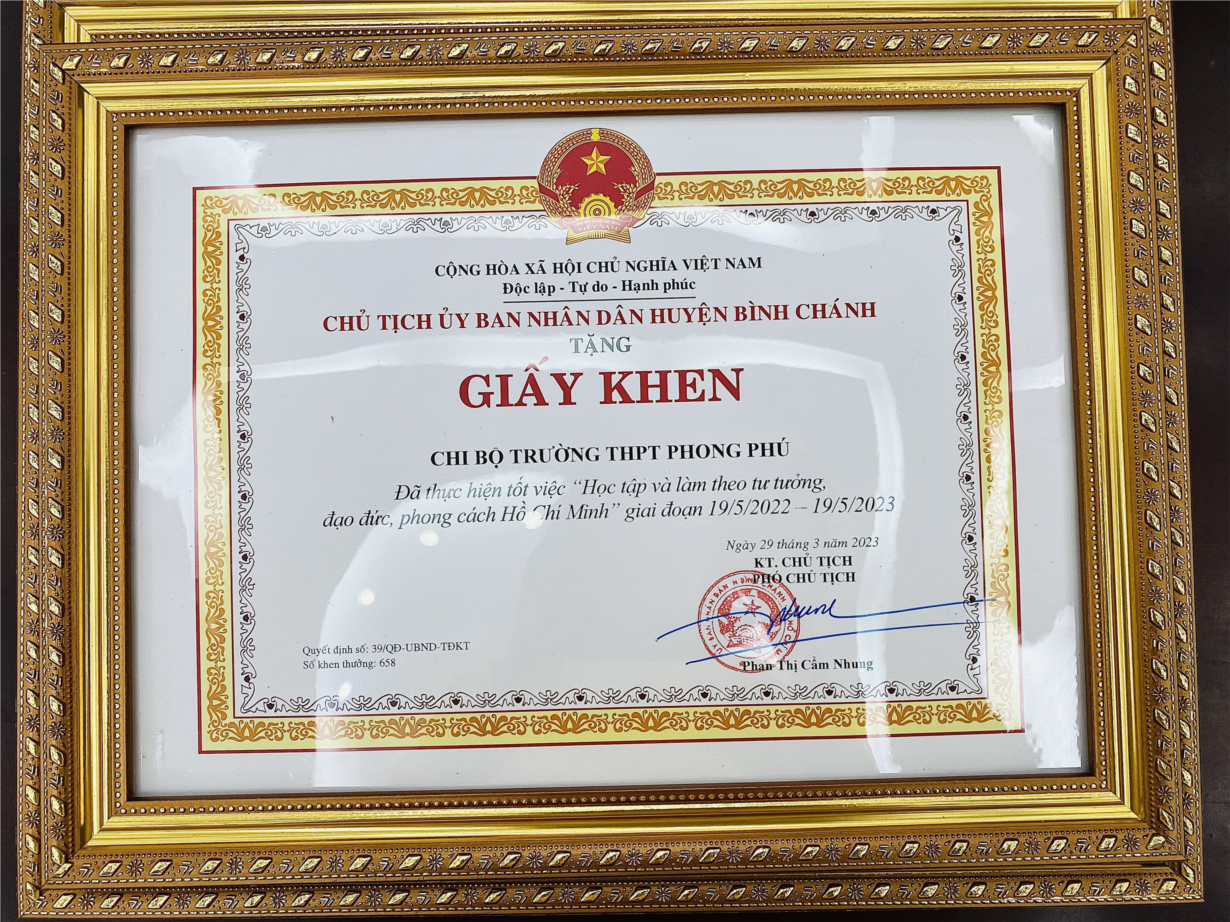 CỘNG HÒA XÃ HỘI CHỦ NGHĨA VIỆT NAM
Độc lập - Tự do - Hạnh phúc
CHỦ TỊCH ỦY BAN NHÂN DÂN HUYỆN BÌNH CHÁNH
TẶNG
GIẤY KHEN
CHI BỘ TRƯỜNG THPT PHONG PHÚ
Đã thực hiện tốt việc “Học tập và làm theo tư tưởng,
đạo đức, phong cách Hồ Chí Minh” giai đoạn 19/5/2022 – 19/5/2023
Ngày 29 tháng 3 năm 2023
KT. CHỦ TỊCH
PHÓ CHỦ TỊCH
Phan Thị Cẩm Nhung
Quyết định số: 39/QĐ-UBND-TĐKT
Số khen thưởng: 658